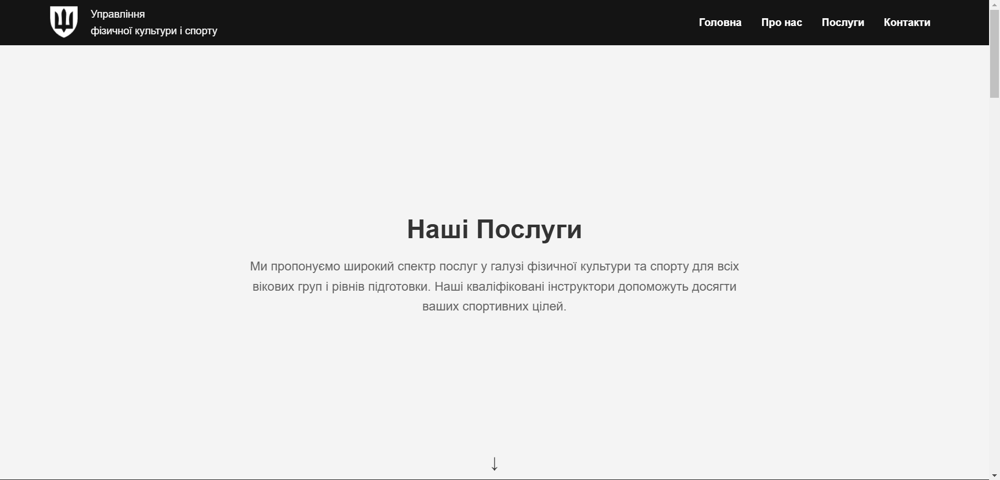 Управління
фізичної культури і спорту
Головна
Про нас
Послуги
Контакти
Наші Послуги
Ми пропонуємо широкий спектр послуг у галузі фізичної культури та спорту для всіх
вікових груп і рівнів підготовки. Наші кваліфіковані інструктори допоможуть досягти
ваших спортивних цілей.
↓